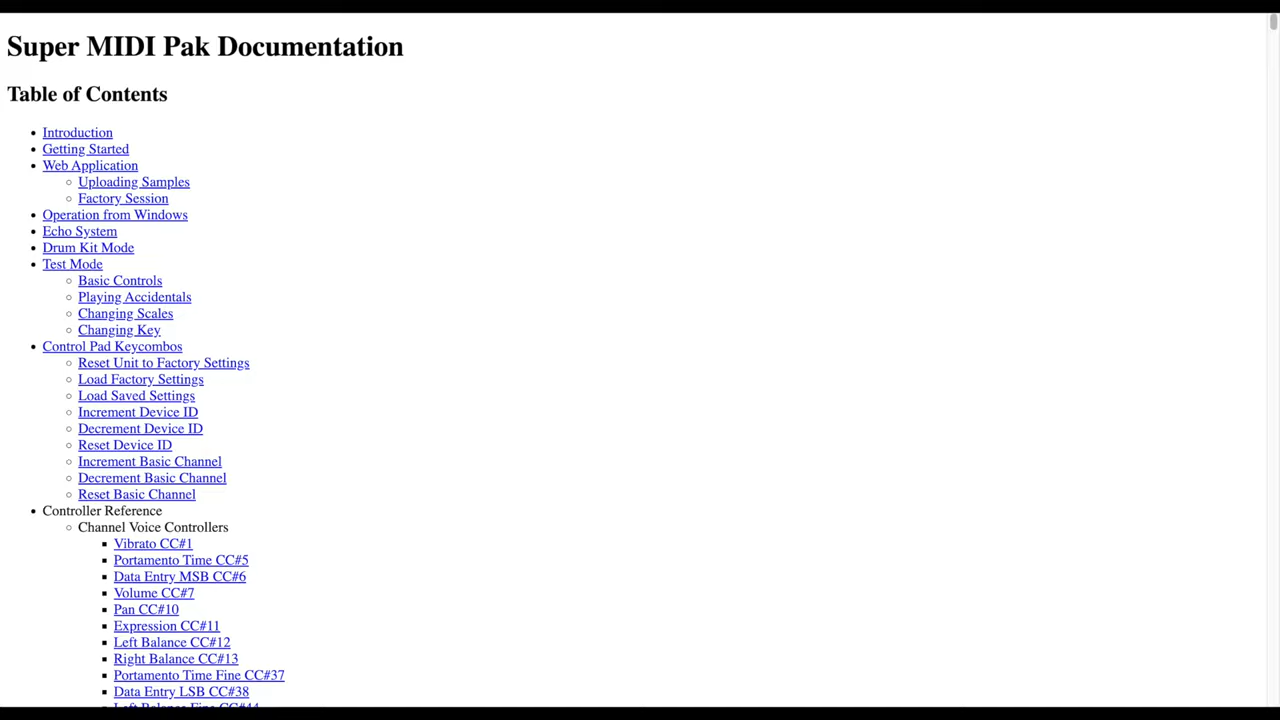 Super MIDI Pak Documentation
Table of Contents
Introduction
Getting Started
Web Application
Uploading Samples
Factory Session
Operation from Windows
Echo System
Drum Kit Mode
Test Mode
Basic Controls
Playing Accidentals
Changing Scales
Changing Key
Control Pad Keycombos
Reset Unit to Factory Settings
Load Factory Settings
Load Saved Settings
Increment Device ID
Decrement Device ID
Reset Device ID
Increment Basic Channel
Decrement Basic Channel
Reset Basic Channel
Controller Reference
Channel Voice Controllers
Vibrato CC#1
Portamento Time CC#5
Data Entry MSB CC#6
Volume CC#7
Pan CC#10
Expression CC#11
Left Balance CC#12
Right Balance CC#13
Portamento Time Fine CC#37
Data Entry LSB CC#38
Left Balance Fine CC#44